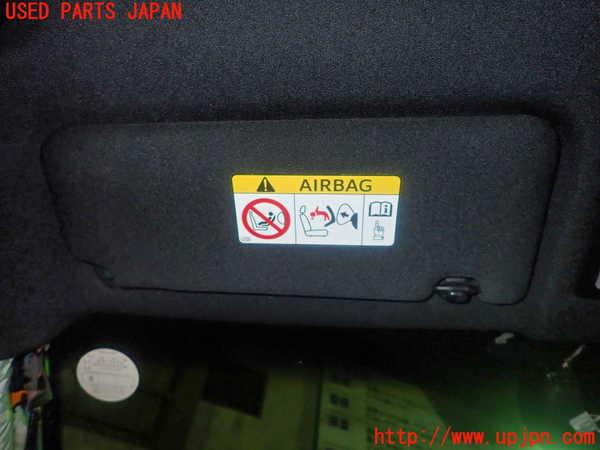 USED PARTS JAPAN
AIRBAG
http://www.upjpn.com/